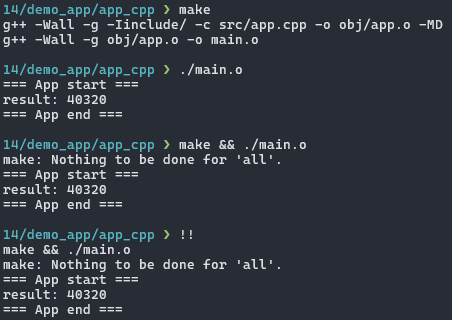 14/demo_app/app_cpp ❯ make
g++ -Wall -g -Iinclude/ -c src/app.cpp -o obj/app.o -MD
g++ -Wall -g obj/app.o -o main.o
14/demo_app/app_cpp ❯ ./main.o
=== App start ===
result: 40320
=== App end ===
14/demo_app/app_cpp ❯ make && ./main.o
make: Nothing to be done for 'all'.
=== App start ===
result: 40320
=== App end ===
14/demo_app/app_cpp ❯ !!
make && ./main.o
make: Nothing to be done for 'all'.
=== App start ===
result: 40320
=== App end ===